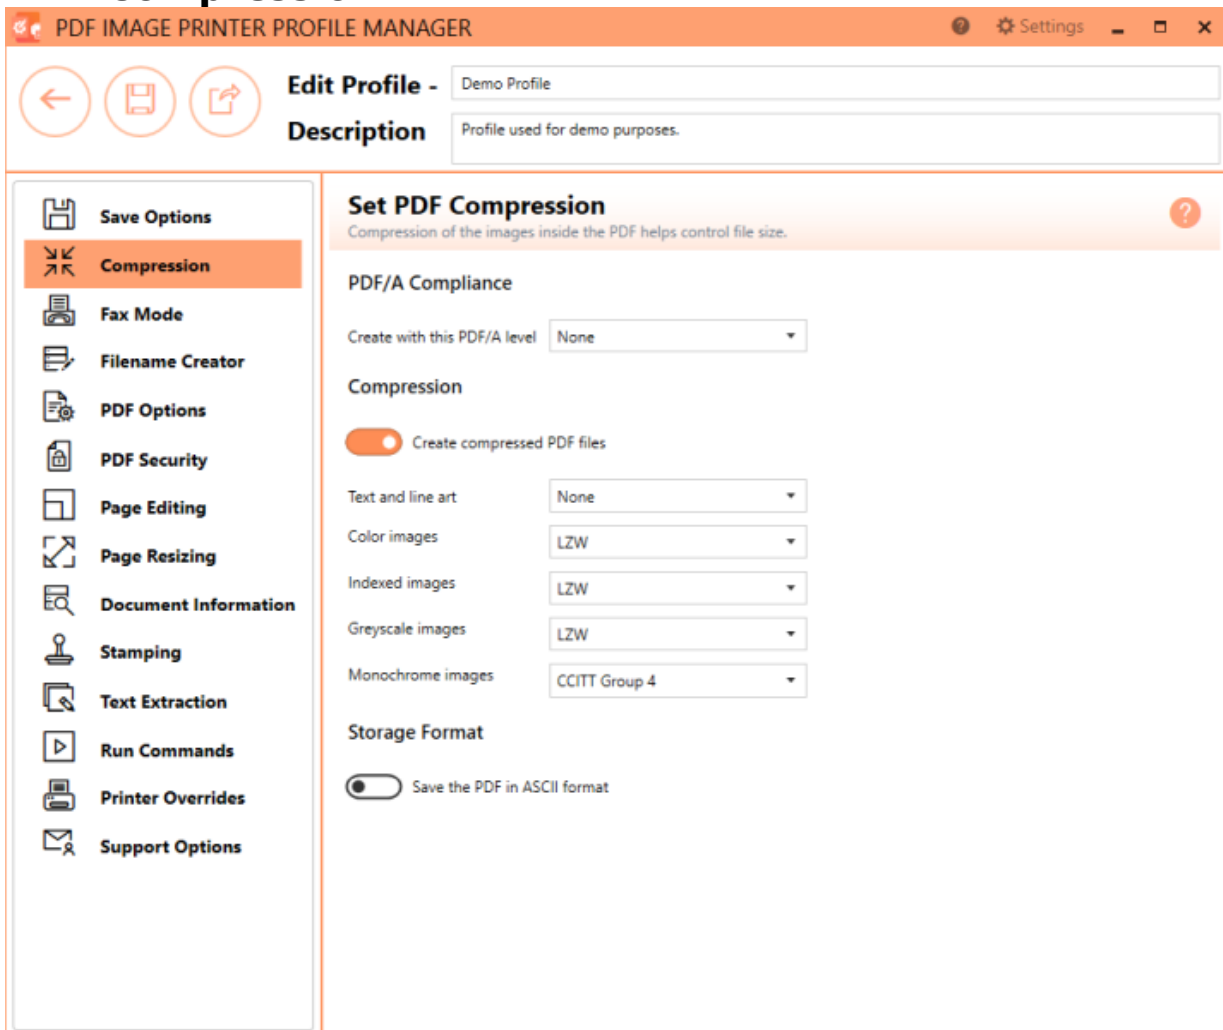 PDF IMAGE PRINTER PROFILE MANAGER
Settings
Edit Profile - Demo Profile
Description Profile used for demo purposes.
Save Options
Compression
Fax Mode
Filename Creator
PDF Options
PDF Security
Page Editing
Page Resizing
Document Information
Stamping
Text Extraction
Run Commands
Printer Overrides
Support Options
Set PDF Compression
Compression of the images inside the PDF helps control file size.
PDF/A Compliance
Create with this PDF/A level None
Compression
Create compressed PDF files
Text and line art None
Color images LZW
Indexed images LZW
Greyscale images LZW
Monochrome images CCITT Group 4
Storage Format
Save the PDF in ASCII format